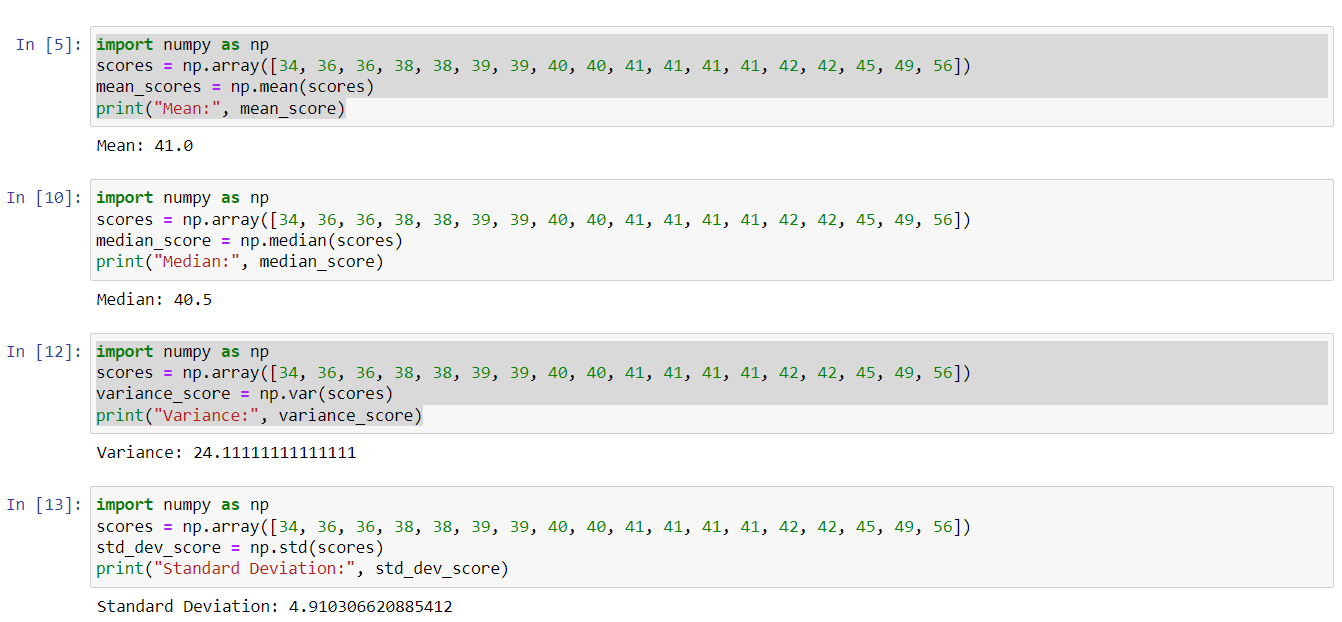 In [5]: import numpy as np
scores = np.array([34, 36, 36, 38, 38, 39, 39, 40, 40, 41, 41, 41, 41, 42, 42, 45, 49, 56])
mean_scores = np.mean(scores)
print("Mean:", mean_score)
Mean: 41.0
In [10]: import numpy as np
scores = np.array([34, 36, 36, 38, 38, 39, 39, 40, 40, 41, 41, 41, 41, 42, 42, 45, 49, 56])
median_score = np.median(scores)
print("Median:", median_score)
Median: 40.5
In [12]: import numpy as np
scores = np.array([34, 36, 36, 38, 38, 39, 39, 40, 40, 41, 41, 41, 41, 42, 42, 45, 49, 56])
variance_score = np.var(scores)
print("Variance:", variance_score)
Variance: 24.11111111111111
In [13]: import numpy as np
scores = np.array([34, 36, 36, 38, 38, 39, 39, 40, 40, 41, 41, 41, 41, 42, 42, 45, 49, 56])
std_dev_score = np.std(scores)
print("Standard Deviation:", std_dev_score)
Standard Deviation: 4.910306620885412